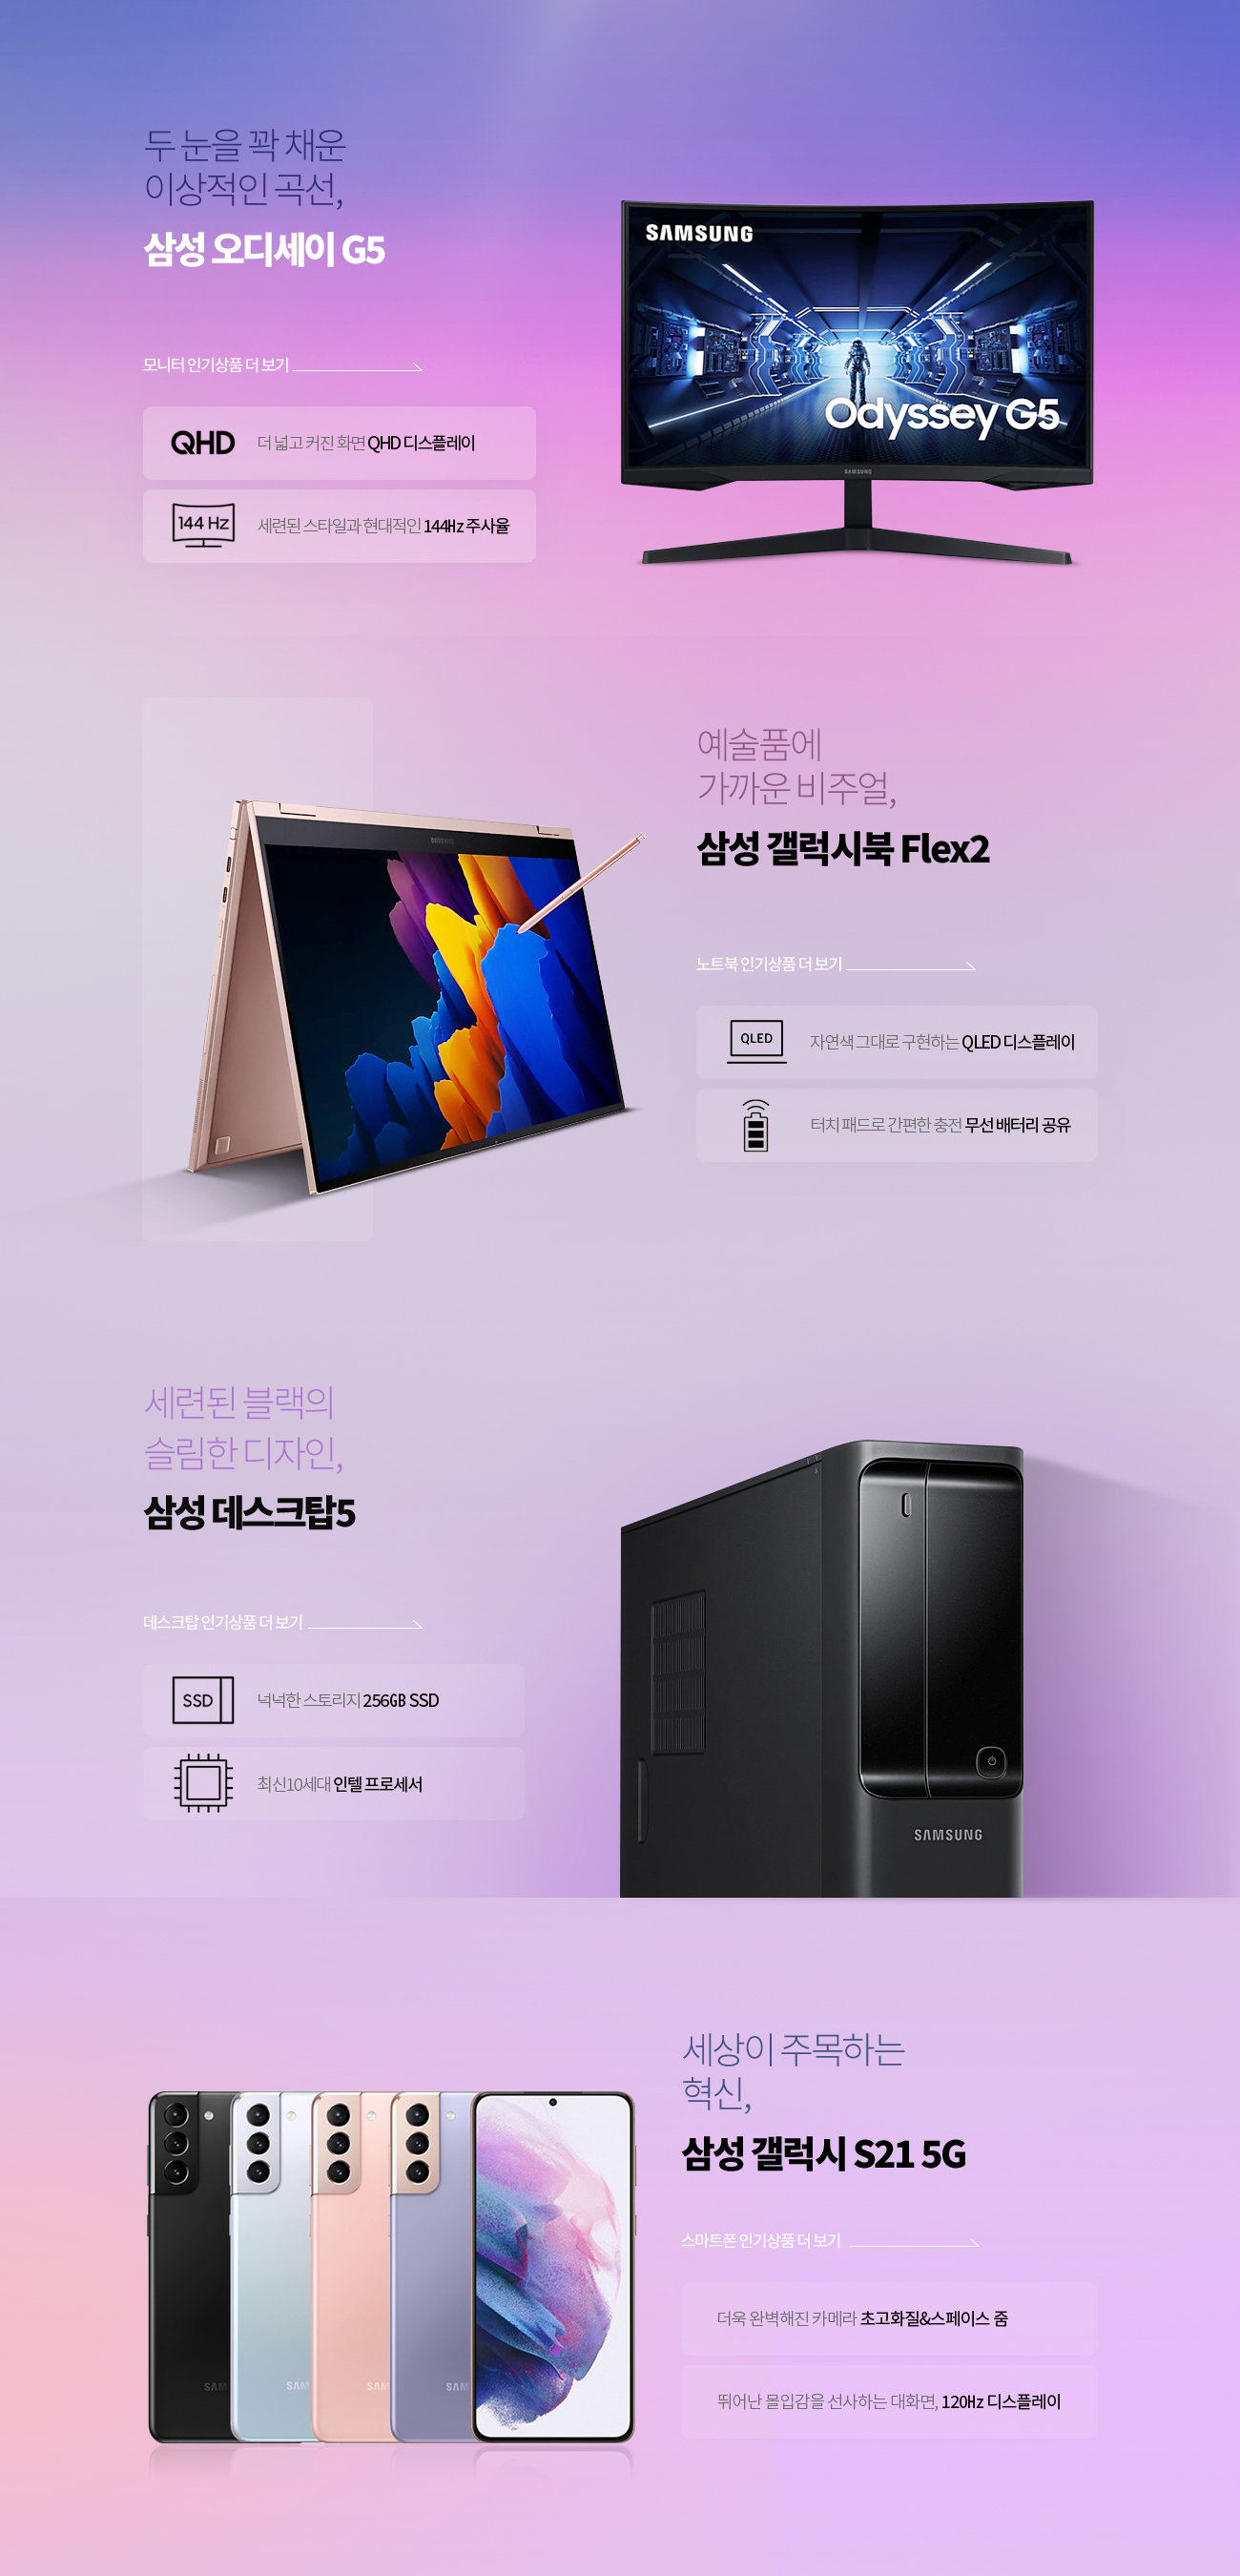 두 눈을 꽉 채운
이상적인 곡선,
삼성 오디세이 G5
모니터 인기상품 더 보기
QHD 더 넓고 커진 화면 QHD 디스플레이
144 Hz 세련된 스타일과 현대적인 144Hz 주사율
SAMSUNG
Odyssey G5
SAMSUNG
예술품에
가까운 비주얼,
삼성 갤럭시북 Flex2
노트북 인기상품 더 보기
QLED 자연색 그대로 구현하는 QLED 디스플레이
터치 패드로 간편한 충전 무선 배터리 공유
SAMSUNG
세련된 블랙의
슬림한 디자인,
삼성 데스크탑5
데스크탑 인기상품 더 보기
SSD 넉넉한 스토리지 256GB SSD
최신10세대 인텔 프로세서
SAMSUNG
세상이 주목하는
혁신,
삼성 갤럭시 S21 5G
스마트폰 인기상품 더 보기
더욱 완벽해진 카메라 초고화질&스페이스 줌
뛰어난 몰입감을 선사하는 대화면, 120Hz 디스플레이
SAM SAM SAM SAM